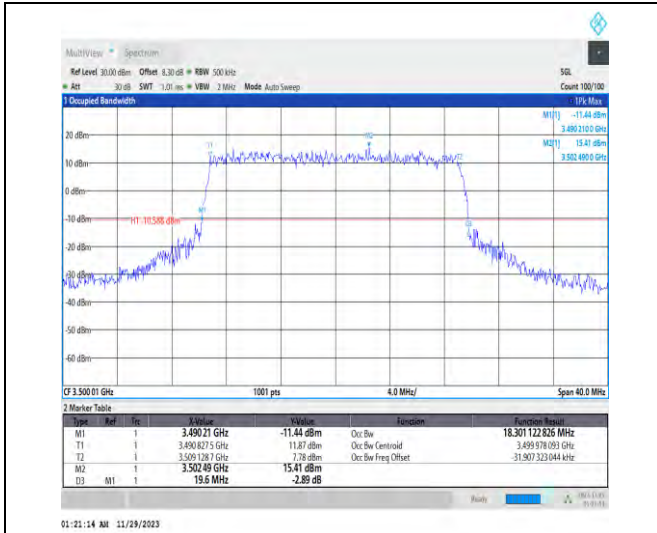 MultiView Spectrum
Ref Level 30.00 dBm Offset 8.30 dB RBW 500 kHz SGL
Att 30 dB SWT 1.01 ms VBW 2 MHz Mode Auto Sweep Count 100/100
1 Occupied Bandwidth 1Pk Max
M1[1] -11.44 dBm
3.490 210 0 GHz
M2[1] 15.41 dBm
3.502 490 0 GHz
20 dBm
M2
T1
T2
10 dBm
0 dBm
M1
-10 dBm
H1 -10.588 dBm
D3
-20 dBm
-30 dBm
-40 dBm
-50 dBm
-60 dBm
CF 3.500 01 GHz 1001 pts 4.0 MHz/ Span 40.0 MHz
2 Marker Table
Type Ref Trc X-Value Y-Value Function Function Result
M1 1 3.490 21 GHz -11.44 dBm Occ Bw 18.301 122 826 MHz
T1 1 3.490 827 5 GHz 11.87 dBm Occ Bw Centroid 3.499 978 093 GHz
T2 1 3.509 128 7 GHz 7.78 dBm Occ Bw Freq Offset -31.907 323 044 kHz
M2 1 3.502 49 GHz 15.41 dBm
D3 M1 1 19.6 MHz -2.89 dB
Ready
01:21:14 AM 11/29/2023